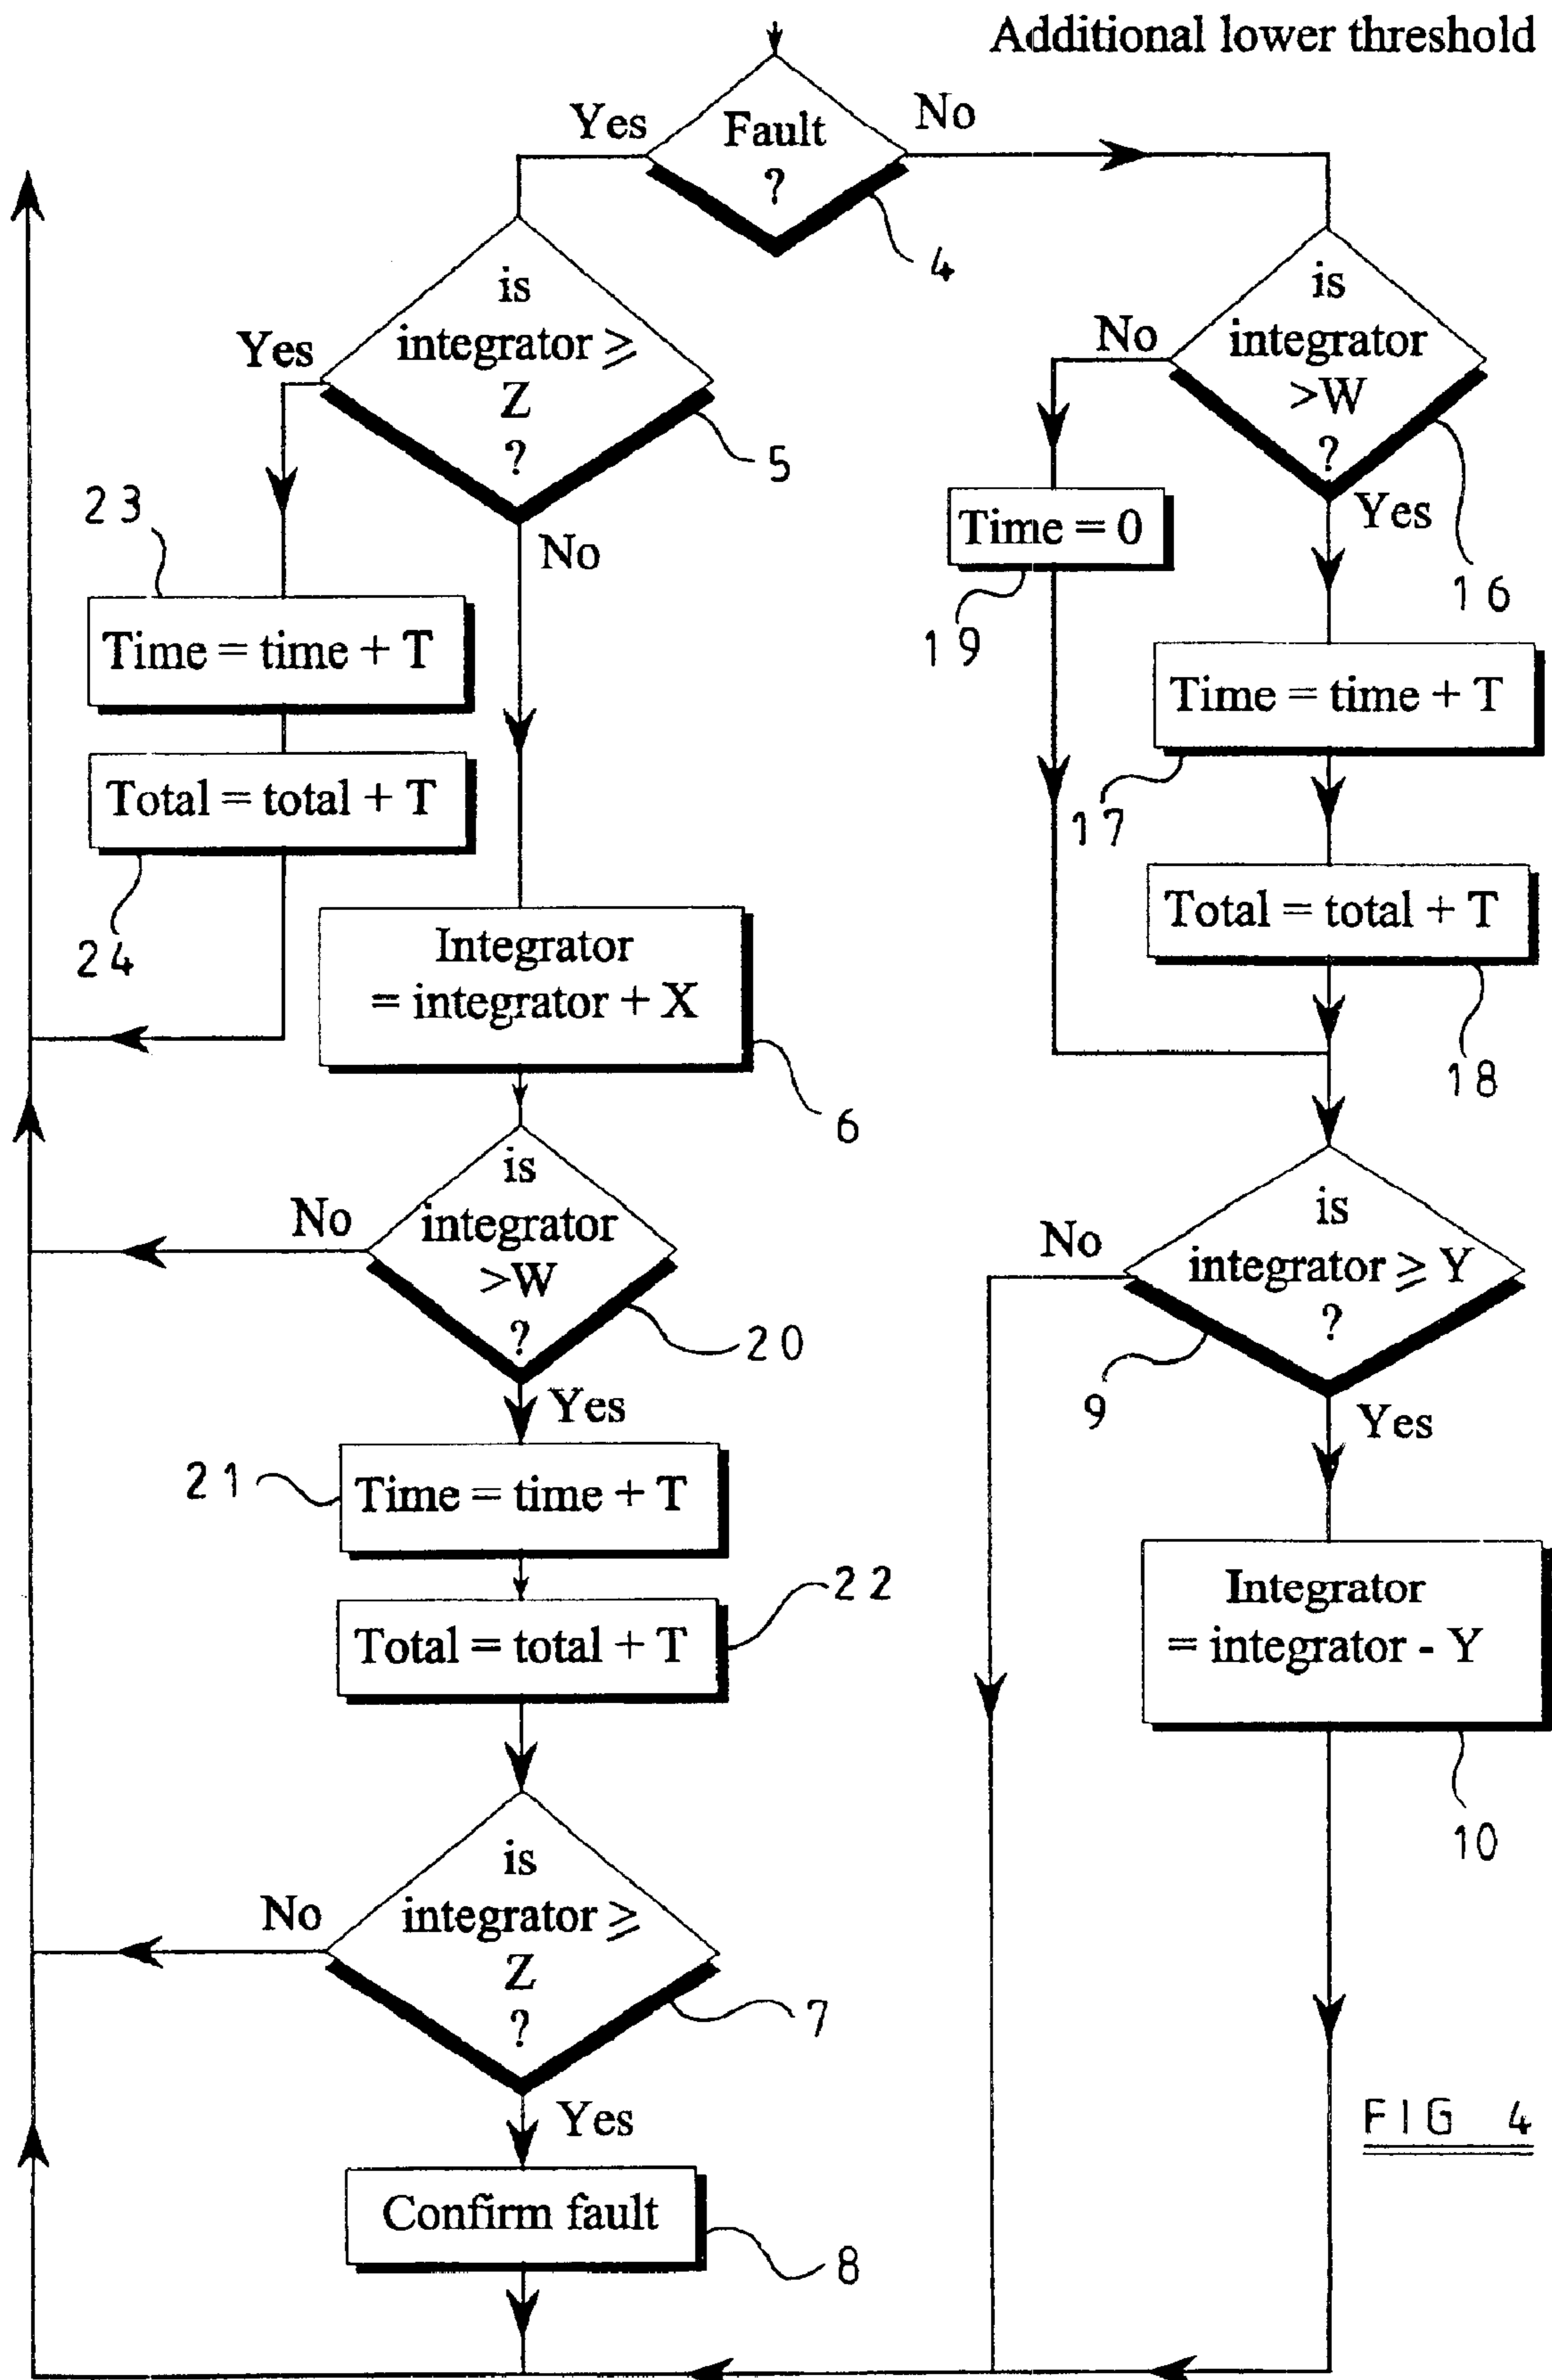 Additional lower threshold
Yes
Fault
?
No
4
is
integrator ⩾
Z
?
Yes
No
5
is
integrator
>W
?
No
Yes
16
23
Time = time + T
Total = total + T
24
Time = 0
19
Time = time + T
17
Total = total + T
18
Integrator
= integrator + X
6
is
integrator
>W
?
No
Yes
20
is
integrator ⩾ Y
?
No
Yes
9
21
Time = time + T
22
Total = total + T
Integrator
= integrator - Y
10
is
integrator ⩾
Z
?
No
Yes
7
Confirm fault
8
FIG 4